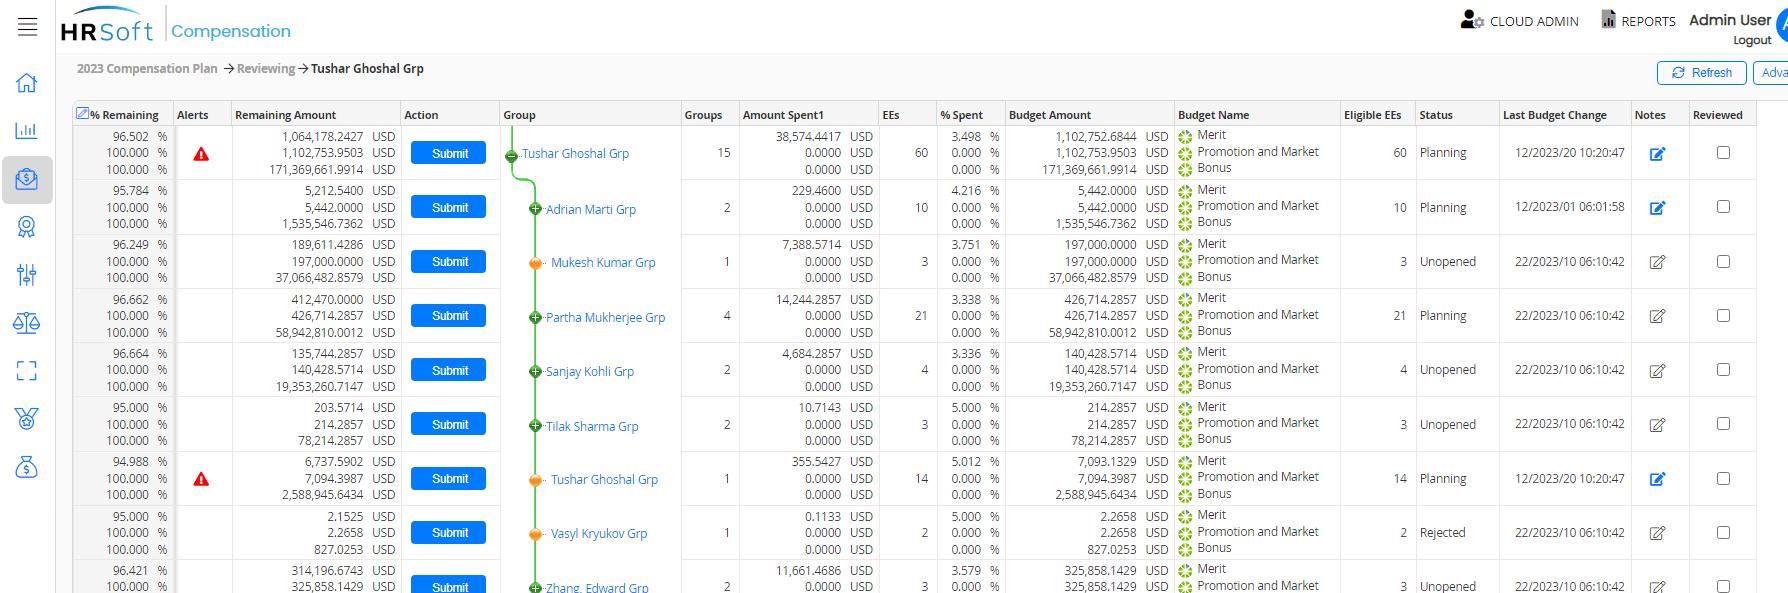 HRSoft Compensation CLOUD ADMIN REPORTS Admin User
Logout
2023 Compensation Plan → Reviewing → Tushar Ghoshal Grp Refresh Adva
% Remaining Alerts Remaining Amount Action Group Groups Amount Spent1 EEs % Spent Budget Amount Budget Name Eligible EEs Status Last Budget Change Notes Reviewed
96.502 % 1,064,178.2427 USD 38,574.4417 USD 3.498 % 1,102,752.6844 USD Merit
100.000 % 1,102,753.9503 USD Submit Tushar Ghoshal Grp 15 0.0000 USD 60 0.000 % 1,102,753.9503 USD Promotion and Market 60 Planning 12/2023/20 10:20:47
100.000 % 171,369,661.9914 USD 0.0000 USD 0.000 % 171,369,661.9914 USD Bonus
95.784 % 5,212.5400 USD 229.4600 USD 4.216 % 5,442.0000 USD Merit
100.000 % 5,442.0000 USD Submit Adrian Marti Grp 2 0.0000 USD 10 0.000 % 5,442.0000 USD Promotion and Market 10 Planning 12/2023/01 06:01:58
100.000 % 1,535,546.7362 USD 0.0000 USD 0.000 % 1,535,546.7362 USD Bonus
96.249 % 189,611.4286 USD 7,388.5714 USD 3.751 % 197,000.0000 USD Merit
100.000 % 197,000.0000 USD Submit Mukesh Kumar Grp 1 0.0000 USD 3 0.000 % 197,000.0000 USD Promotion and Market 3 Unopened 22/2023/10 06:10:42
100.000 % 37,066,482.8579 USD 0.0000 USD 0.000 % 37,066,482.8579 USD Bonus
96.662 % 412,470.0000 USD 14,244.2857 USD 3.338 % 426,714.2857 USD Merit
100.000 % 426,714.2857 USD Submit Partha Mukherjee Grp 4 0.0000 USD 21 0.000 % 426,714.2857 USD Promotion and Market 21 Planning 22/2023/10 06:10:42
100.000 % 58,942,810.0012 USD 0.0000 USD 0.000 % 58,942,810.0012 USD Bonus
96.664 % 135,744.2857 USD 4,684.2857 USD 3.336 % 140,428.5714 USD Merit
100.000 % 140,428.5714 USD Submit Sanjay Kohli Grp 2 0.0000 USD 4 0.000 % 140,428.5714 USD Promotion and Market 4 Unopened 22/2023/10 06:10:42
100.000 % 19,353,260.7147 USD 0.0000 USD 0.000 % 19,353,260.7147 USD Bonus
95.000 % 203.5714 USD 10.7143 USD 5.000 % 214.2857 USD Merit
100.000 % 214.2857 USD Submit Tilak Sharma Grp 2 0.0000 USD 3 0.000 % 214.2857 USD Promotion and Market 3 Unopened 22/2023/10 06:10:42
100.000 % 78,214.2857 USD 0.0000 USD 0.000 % 78,214.2857 USD Bonus
94.988 % 6,737.5902 USD 355.5427 USD 5.012 % 7,093.1329 USD Merit
100.000 % 7,094.3987 USD Submit Tushar Ghoshal Grp 1 0.0000 USD 14 0.000 % 7,094.3987 USD Promotion and Market 14 Planning 12/2023/20 10:20:47
100.000 % 2,588,945.6434 USD 0.0000 USD 0.000 % 2,588,945.6434 USD Bonus
95.000 % 2.1525 USD 0.1133 USD 5.000 % 2.2658 USD Merit
100.000 % 2.2658 USD Submit Vasyl Kryukov Grp 1 0.0000 USD 2 0.000 % 2.2658 USD Promotion and Market 2 Rejected 22/2023/10 06:10:42
100.000 % 827.0253 USD 0.0000 USD 0.000 % 827.0253 USD Bonus
96.421 % 314,196.6743 USD 11,661.4686 USD 3.579 % 325,858.1429 USD Merit
100.000 % 325,858.1429 USD Submit Zhang, Edward Grp 2 0.0000 USD 3 0.000 % 325,858.1429 USD Promotion and Market 3 Unopened 22/2023/10 06:10:42